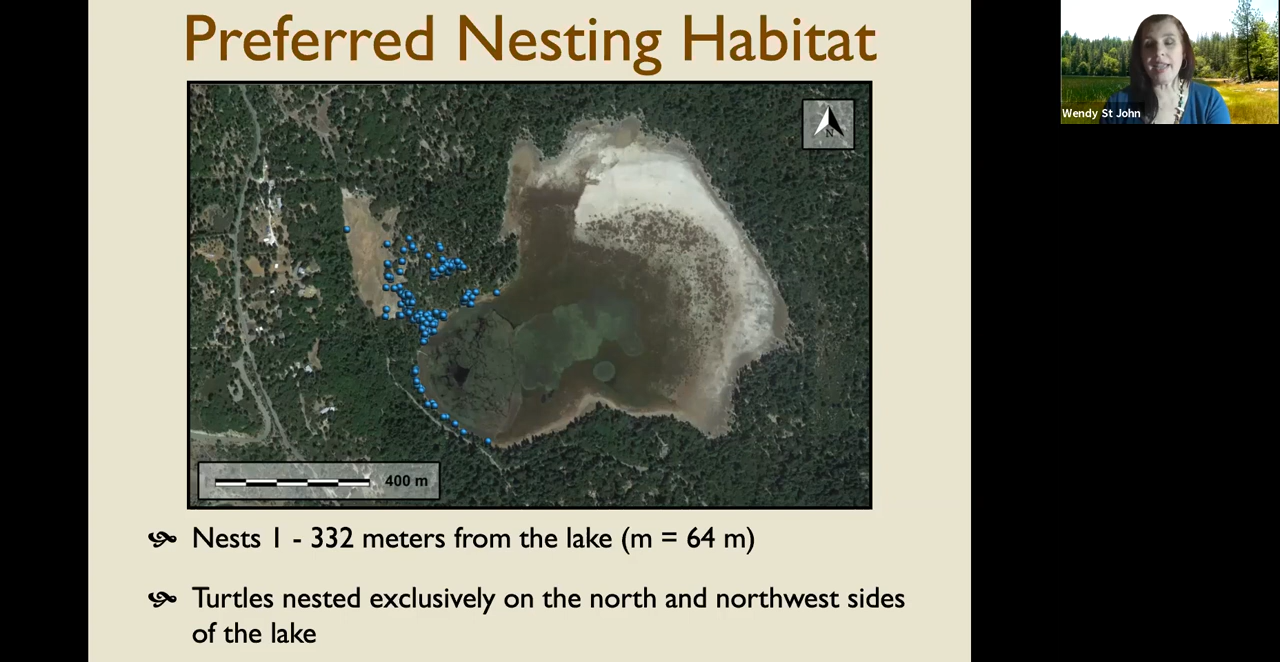 Preferred Nesting Habitat
Wendy St John
N
400 m
Nests 1 - 332 meters from the lake (m = 64 m)
Turtles nested exclusively on the north and northwest sides
of the lake